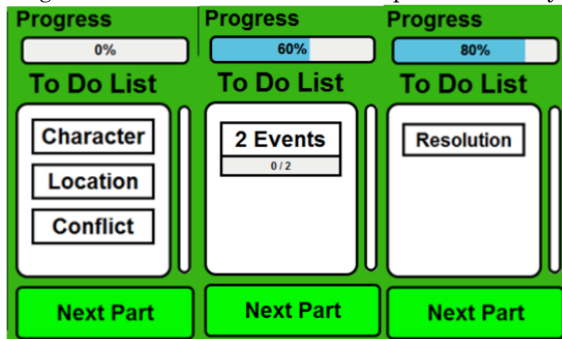 Progress
0%
To Do List
Character
Location
Conflict
Next Part
Progress
60%
To Do List
2 Events
0 / 2
Next Part
Progress
80%
To Do List
Resolution
Next Part